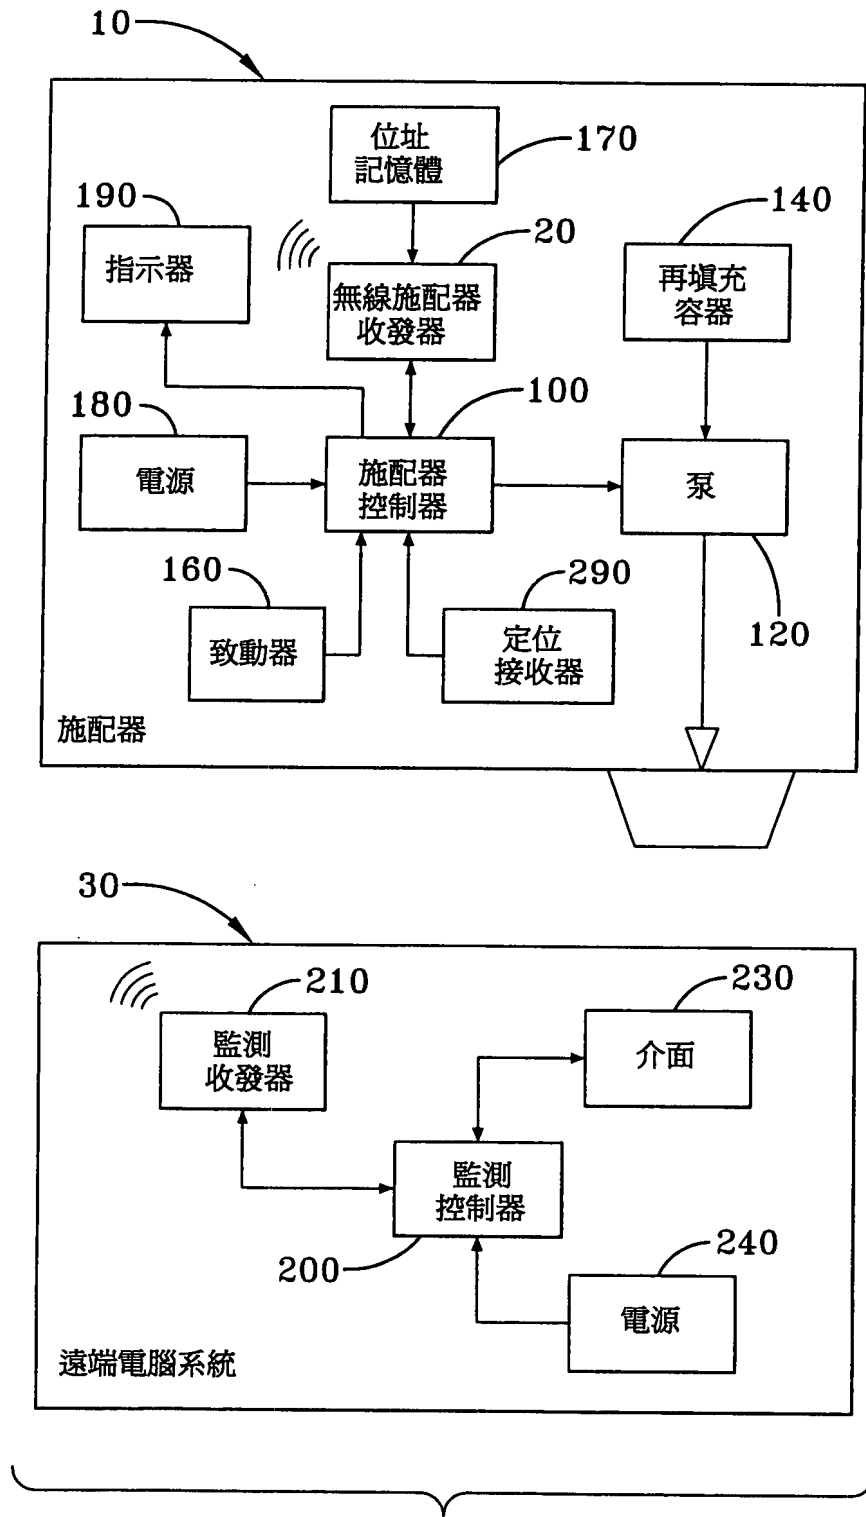 10
位址
記憶體
170
190
指示器
20
無線施配器
收發器
140
再填充
容器
180
電源
100
施配器
控制器
泵
120
160
致動器
290
定位
接收器
施配器
30
210
監測
收發器
230
介面
監測
控制器
200
240
電源
遠端電腦系統